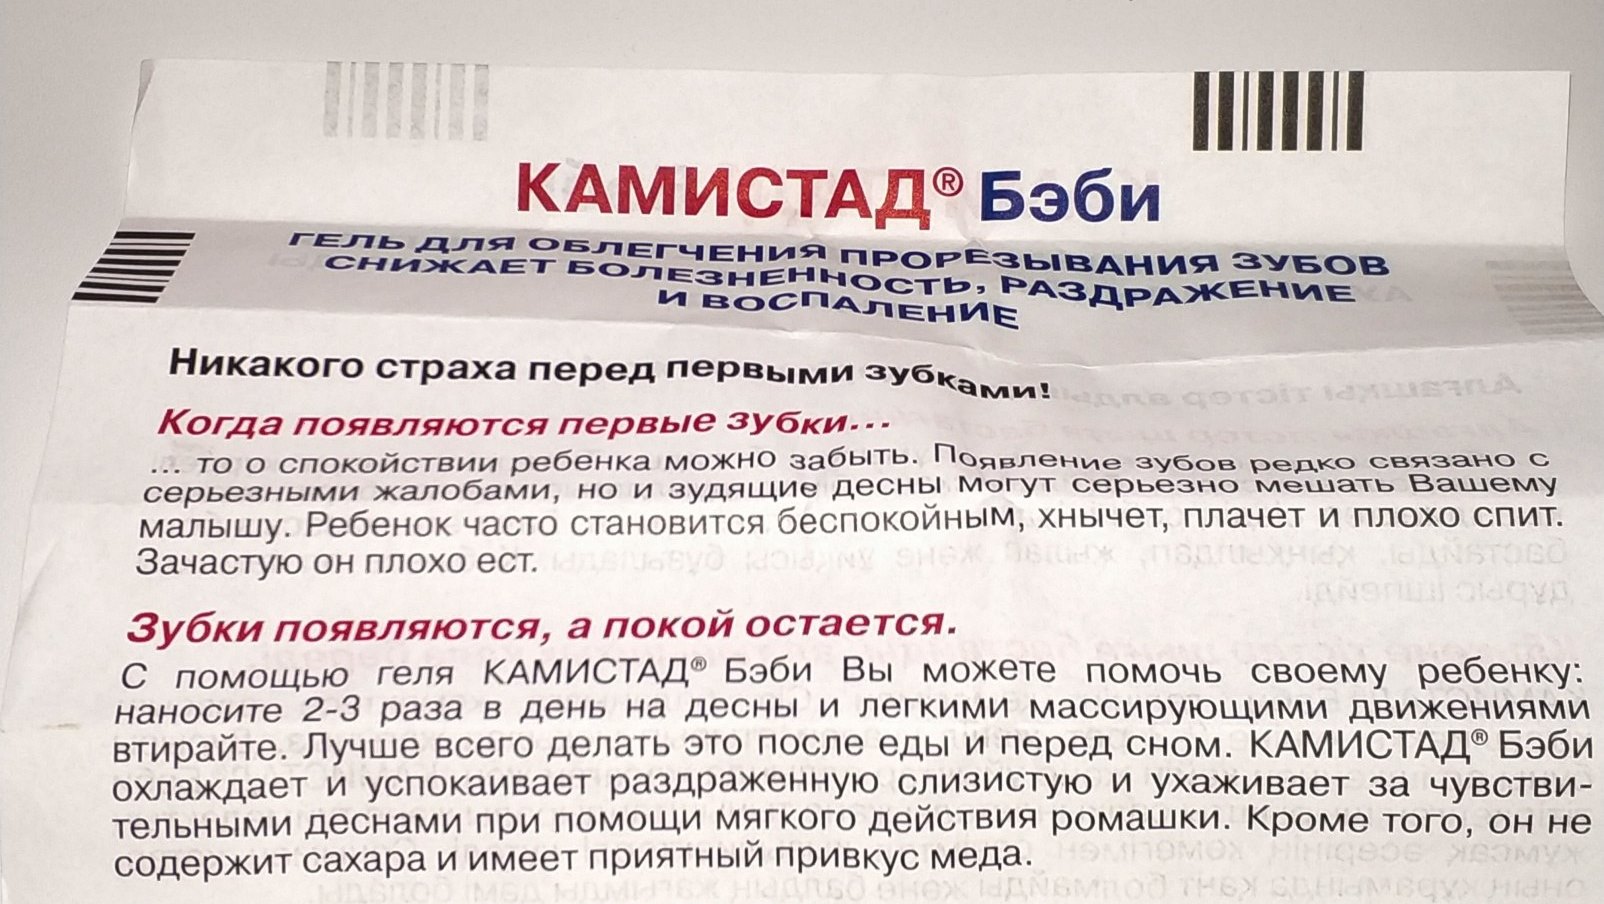 КАМИСТАД® Бэби
ГЕЛЬ ДЛЯ ОБЛЕГЧЕНИЯ ПРОРЕЗЫВАНИЯ ЗУБОВ
СНИЖАЕТ БОЛЕЗНЕННОСТЬ, РАЗДРАЖЕНИЕ
И ВОСПАЛЕНИЕ
Никакого страха перед первыми зубками!
Когда появляются первые зубки...
... то о спокойствии ребенка можно забыть. Появление зубов редко связано с
серьезными жалобами, но и зудящие десны могут серьезно мешать Вашему
малышу. Ребенок часто становится беспокойным, хнычет, плачет и плохо спит.
Зачастую он плохо ест.
Зубки появляются, а покой остается.
С помощью геля КАМИСТАД® Бэби Вы можете помочь своему ребенку:
наносите 2-3 раза в день на десны и легкими массирующими движениями
втирайте. Лучше всего делать это после еды и перед сном. КАМИСТАД® Бэби
охлаждает и успокаивает раздраженную слизистую и ухаживает за чувстви-
тельными деснами при помощи мягкого действия ромашки. Кроме того, он не
содержит сахара и имеет приятный привкус меда.